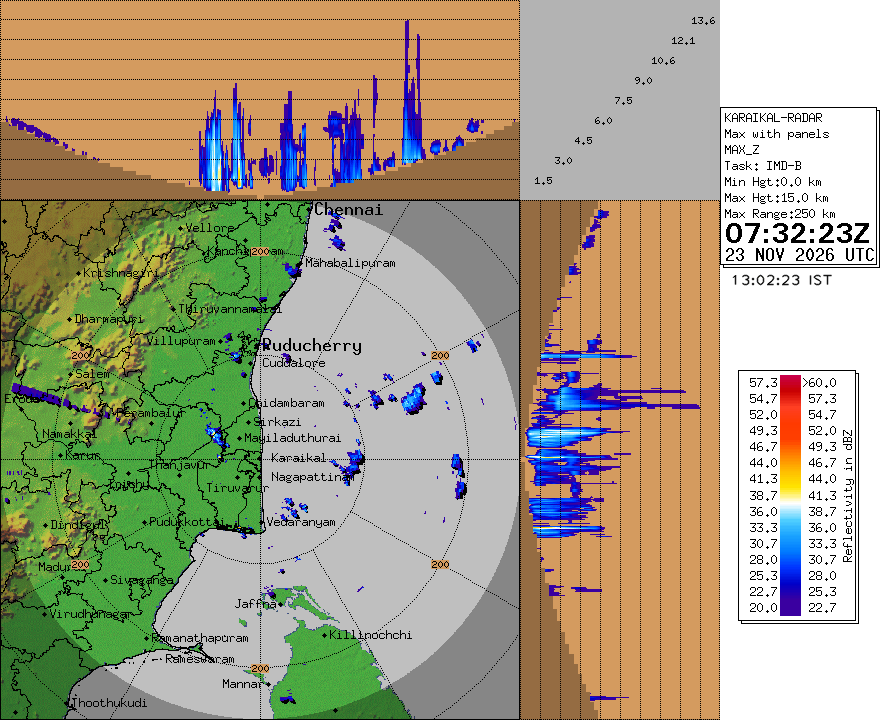 13.6
12.1
10.6
9.0
7.5
6.0
4.5
3.0
1.5
KARAIKAL-RADAR
Max with panels
MAX_Z
Task: IMD-B
Min Hgt:0.0 km
Max Hgt:15.0 km
Max Range:250 km
07:32:23Z
23 NOV 2026 UTC
13:02:23 IST
Chennai
Vellore
200
Mahabalipuram
Krishnagiri
Thiruvannamalai
Dharmapuri
Villupuram
Puducherry
200
200
Cuddalore
Salem
Perambalur
Chidambaram
Sirkazi
Namakkal
Mayiladuthurai
Karur
Thanjavur
Karaikal
Nagapattinam
Tiruvarur
Dindigul
Pudukkottai
Vedaranyam
200
200
Sivaganga
Jaffna
Virudhunagar
Ramanathapuram
Killinochchi
Rameswaram
200
Mannar
Thoothukudi
57.3 >60.0
54.7 57.3
52.0 54.7
49.3 52.0
46.7 49.3
44.0 46.7
41.3 44.0
38.7 41.3
36.0 38.7
33.3 36.0
30.7 33.3
28.0 30.7
25.3 28.0
22.7 25.3
20.0 22.7
Reflectivity in dBZ